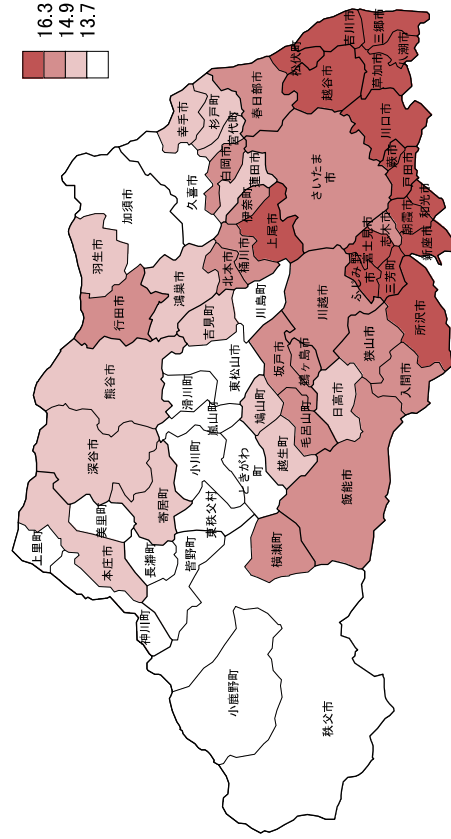 16.3
14.9
13.7
上里町
本庄市
美里町
神川町
深谷市
寄居町
長瀞町
皆野町
東秩父村
小鹿野町
秩父市
横瀬町
熊谷市
行田市
羽生市
加須市
鴻巣市
吉見町
滑川町
嵐山町
小川町
ときがわ
町
東松山市
川島町
鳩山町
越生町
毛呂山町
坂戸市
鶴ヶ島市
日高市
飯能市
川越市
狭山市
入間市
所沢市
久喜市
幸手市
杉戸町
宮代町
白岡市
蓮田市
伊奈町
北本市
桶川市
上尾市
さいたま
市
春日部市
松伏町
越谷市
吉川市
三郷市
八潮市
草加市
川口市
蕨市
戸田市
和光市
朝霞市
新座市
志木市
富士見市
ふじみ野
市
三芳町